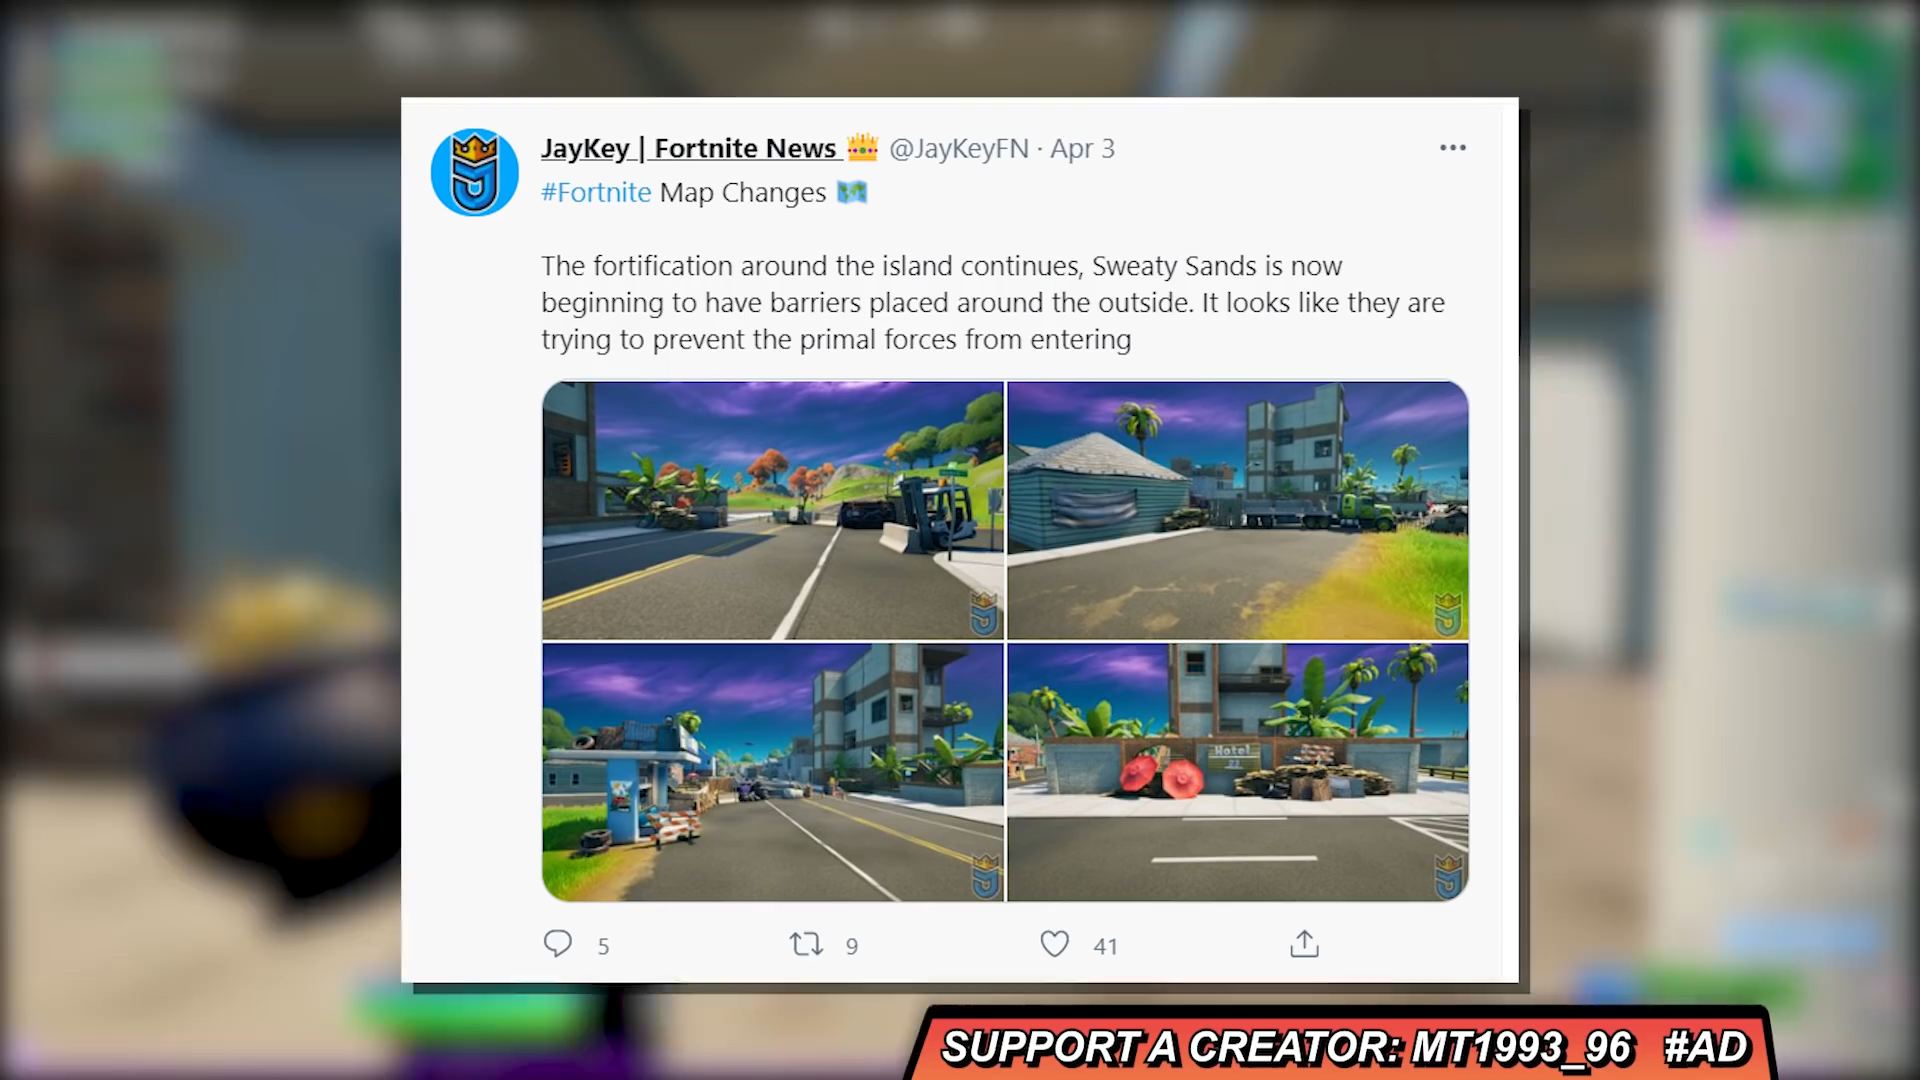 JayKey | Fortnite News @JayKeyFN · Apr 3
#Fortnite Map Changes
The fortification around the island continues, Sweaty Sands is now
beginning to have barriers placed around the outside. It looks like they are
trying to prevent the primal forces from entering
Hotel
23
5 9 41
SUPPORT A CREATOR: MT1993_96 #AD